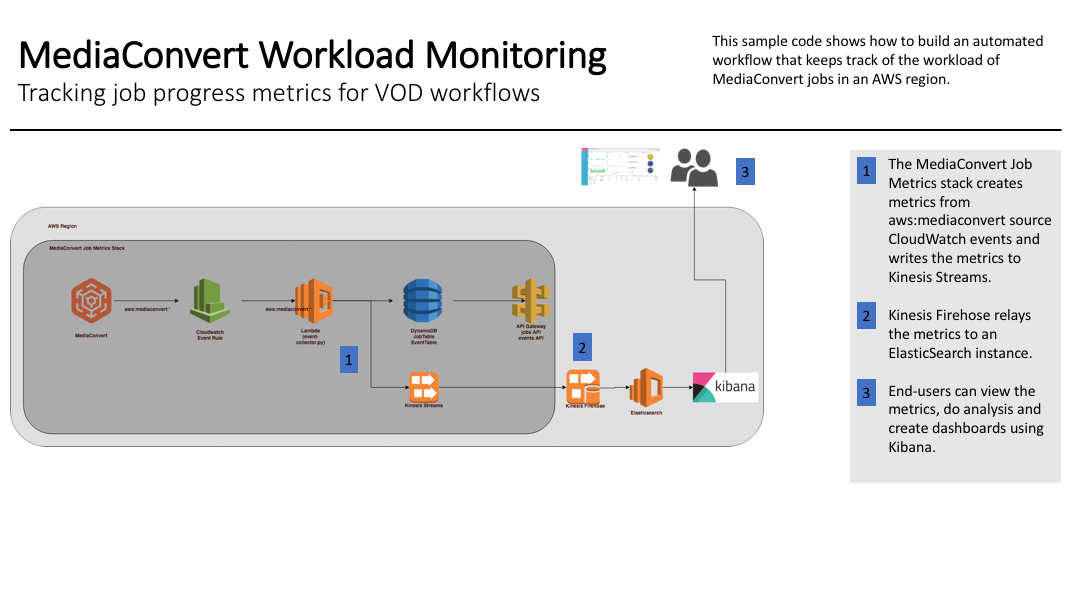 MediaConvert Workload Monitoring
Tracking job progress metrics for VOD workflows
This sample code shows how to build an automated
workflow that keeps track of the workload of
MediaConvert jobs in an AWS region.
3
AWS Region
MediaConvert Job Metrics Stack
aws:mediaconvert.*
aws:mediaconvert.*
MediaConvert
Cloudwatch
Event Rule
Lambda
(event-
collector.py)
DynamoDB
JobTable
EventTable
API Gateway
jobs API
events API
1
2
Kinesis Streams
Kinesis Firehose
Elasticsearch
kibana
1
The MediaConvert Job
Metrics stack creates
metrics from
aws:mediaconvert source
CloudWatch events and
writes the metrics to
Kinesis Streams.
2
Kinesis Firehose relays
the metrics to an
ElasticSearch instance.
3
End-users can view the
metrics, do analysis and
create dashboards using
Kibana.